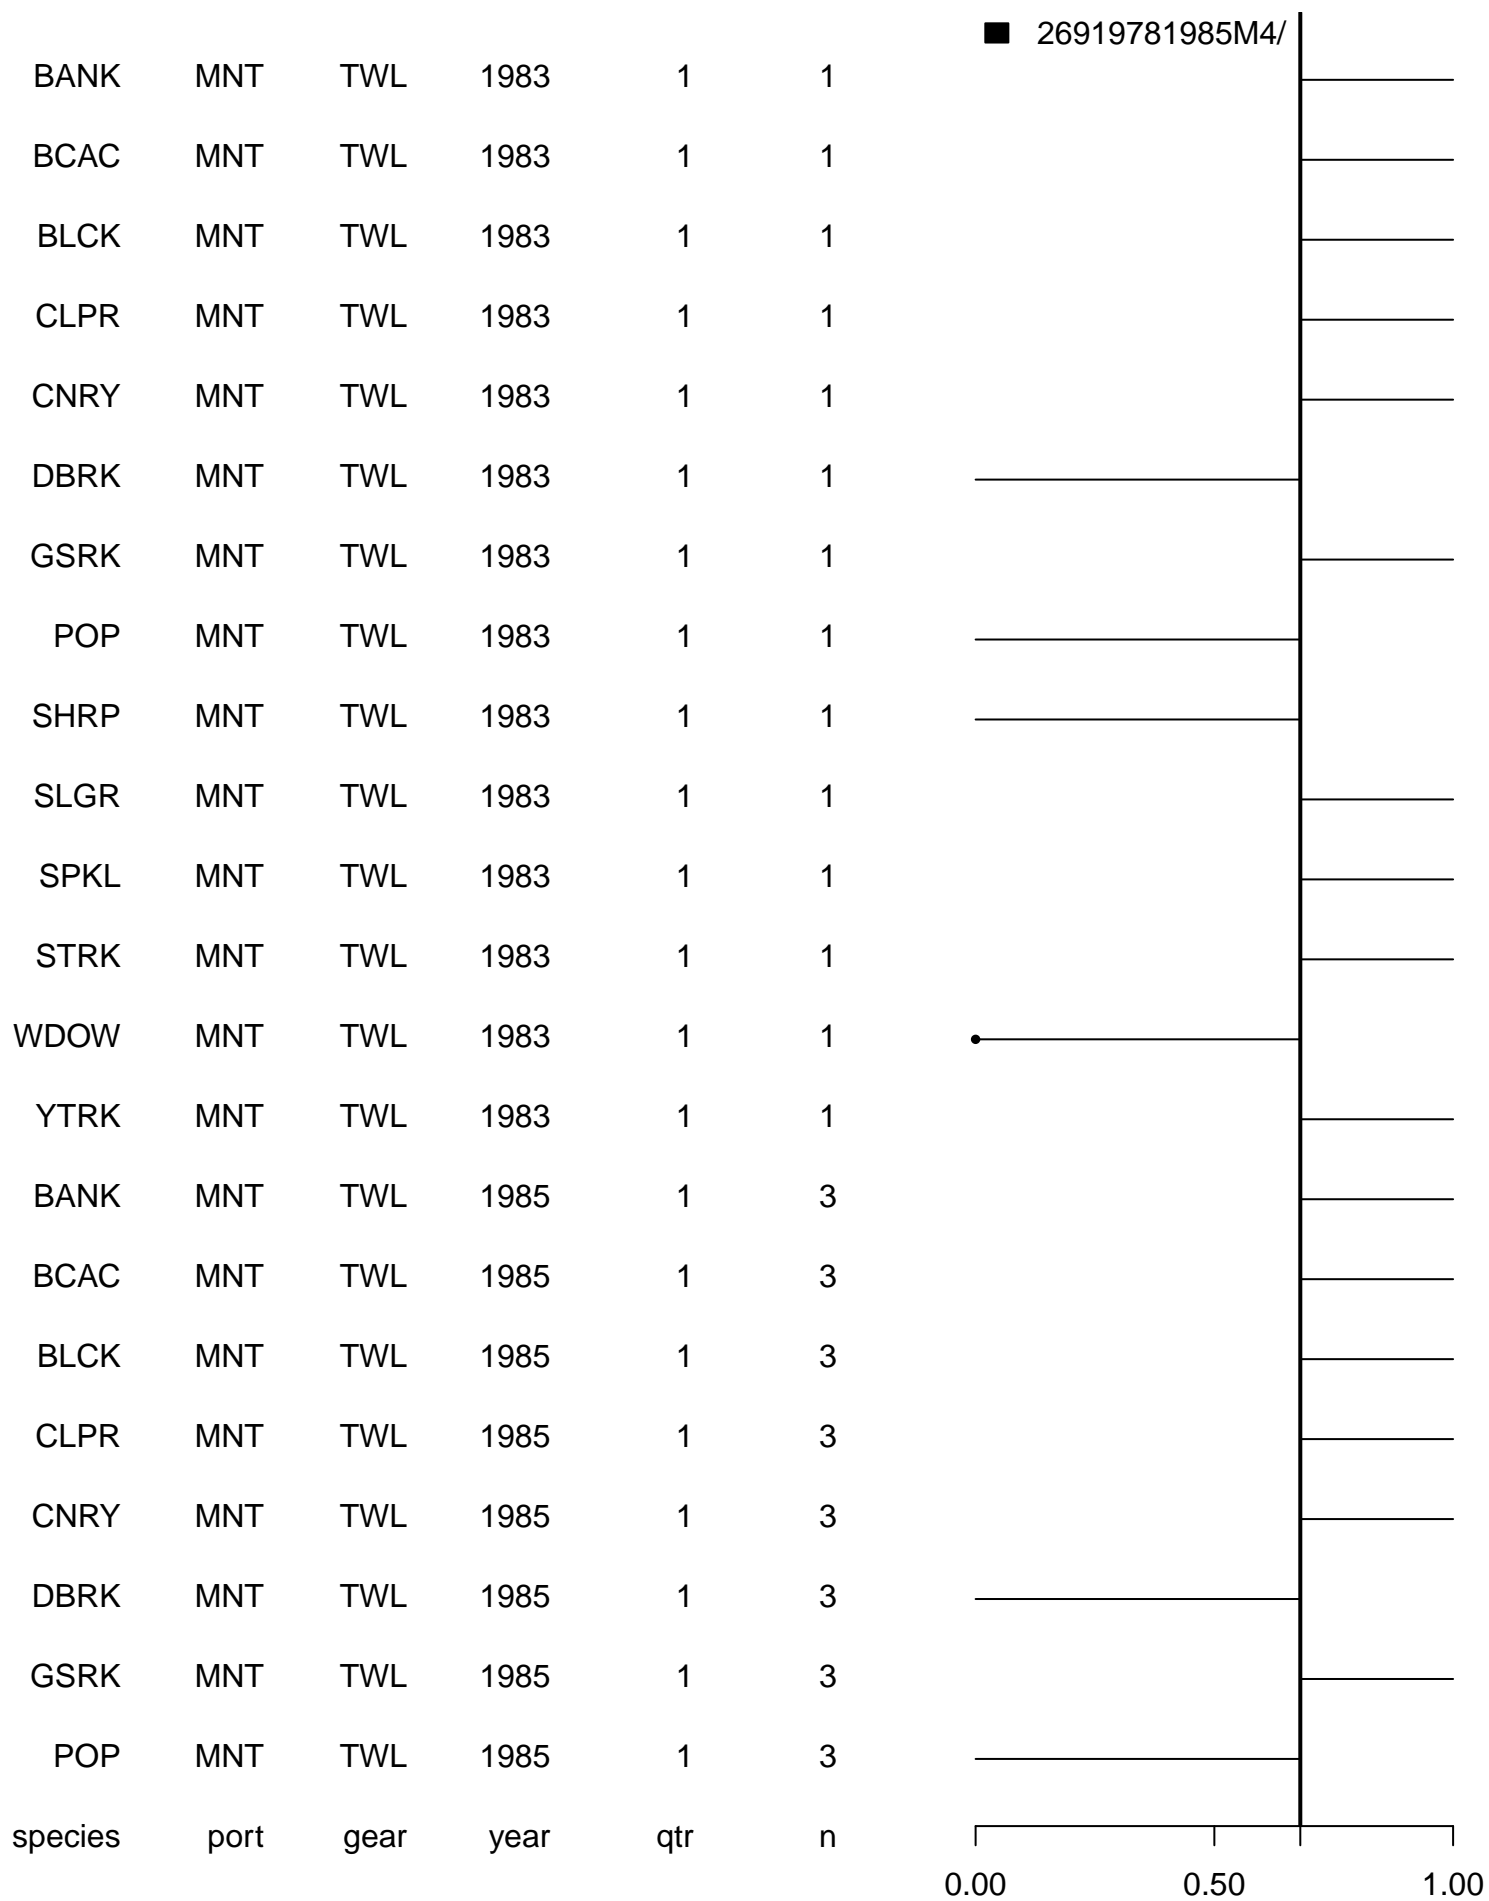 26919781985M4/
BANK MNT TWL 1983 1 1
BCAC MNT TWL 1983 1 1
BLCK MNT TWL 1983 1 1
CLPR MNT TWL 1983 1 1
CNRY MNT TWL 1983 1 1
DBRK MNT TWL 1983 1 1
GSRK MNT TWL 1983 1 1
POP MNT TWL 1983 1 1
SHRP MNT TWL 1983 1 1
SLGR MNT TWL 1983 1 1
SPKL MNT TWL 1983 1 1
STRK MNT TWL 1983 1 1
WDOW MNT TWL 1983 1 1
YTRK MNT TWL 1983 1 1
BANK MNT TWL 1985 1 3
BCAC MNT TWL 1985 1 3
BLCK MNT TWL 1985 1 3
CLPR MNT TWL 1985 1 3
CNRY MNT TWL 1985 1 3
DBRK MNT TWL 1985 1 3
GSRK MNT TWL 1985 1 3
POP MNT TWL 1985 1 3
species port gear year qtr n
0.00 0.50 1.00